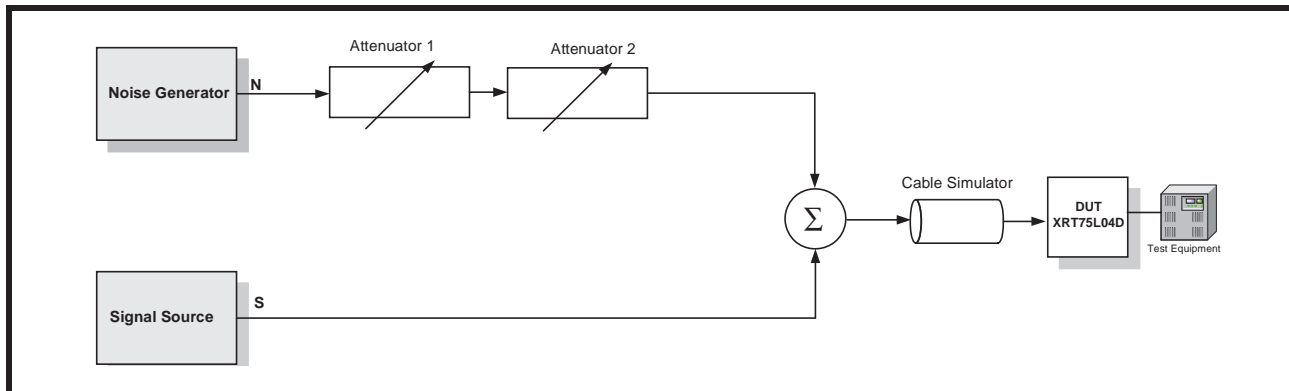 Attenuator 1
Attenuator 2
Noise Generator
N
Cable Simulator
Σ
DUT
XRT75L04D
Test Equipment
Signal Source
S